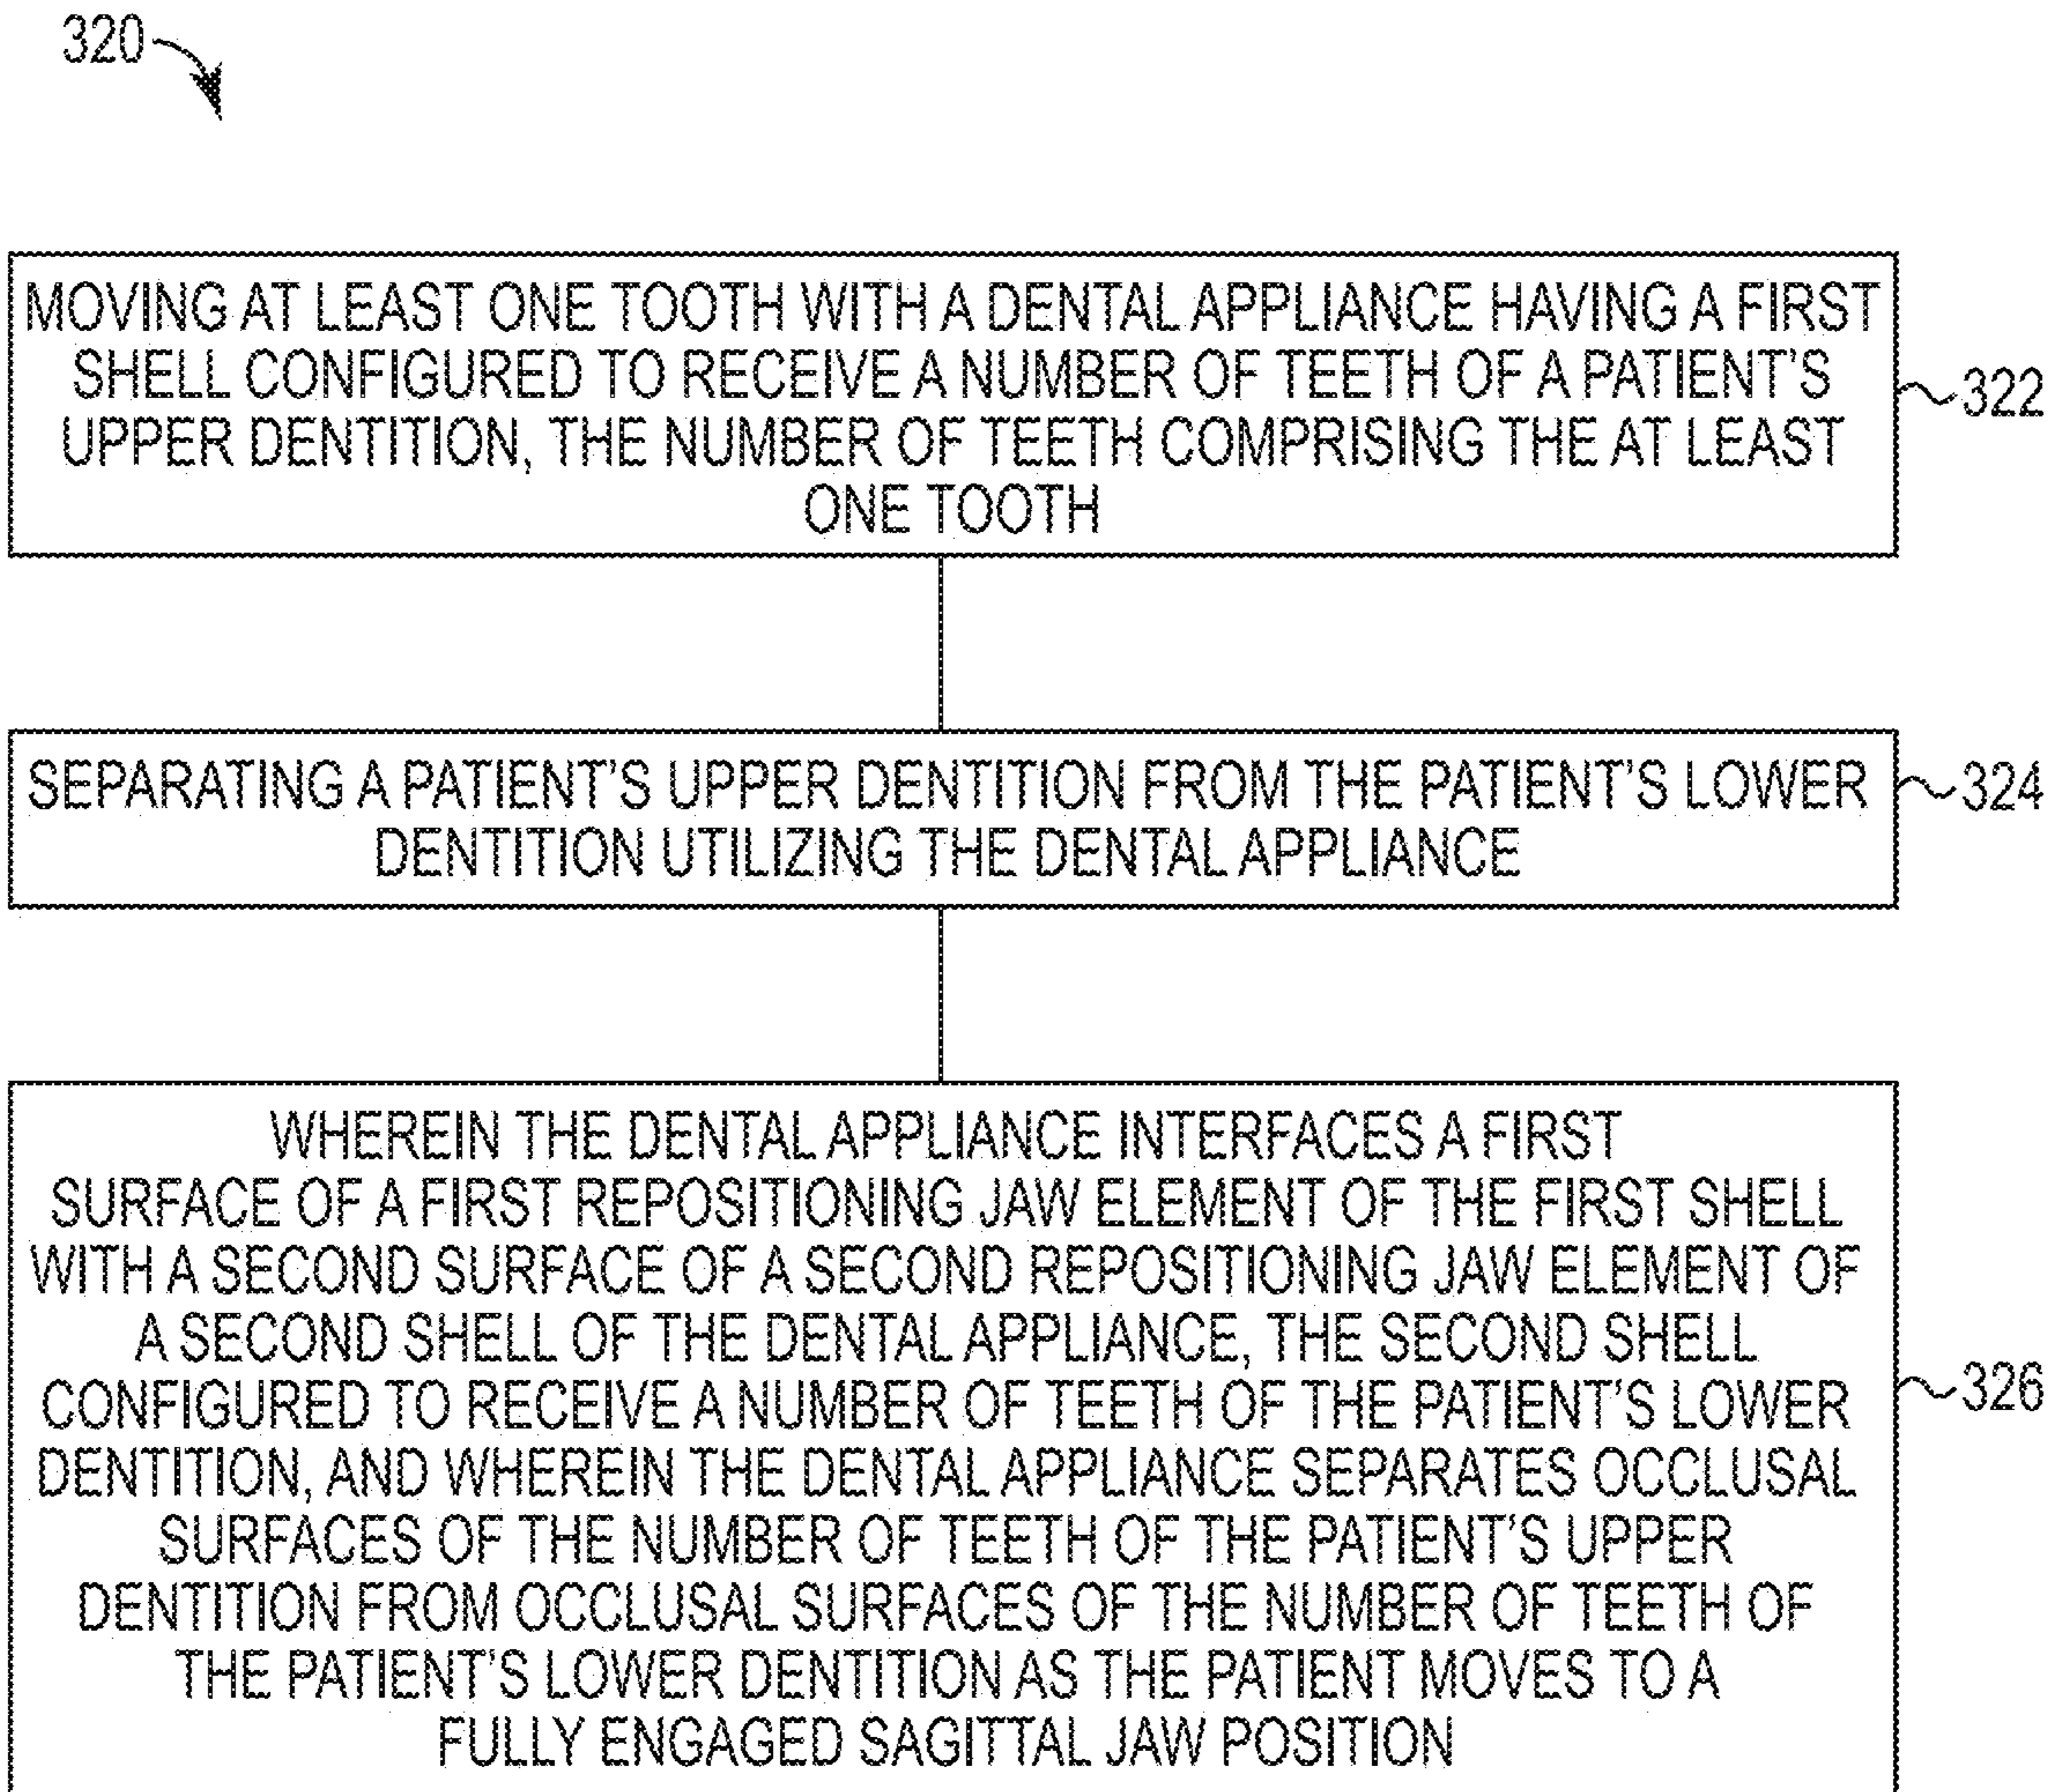 320
MOVING AT LEAST ONE TOOTH WITH A DENTAL APPLIANCE HAVING A FIRST
SHELL CONFIGURED TO RECEIVE A NUMBER OF TEETH OF A PATIENT'S
UPPER DENTITION, THE NUMBER OF TEETH COMPRISING THE AT LEAST
ONE TOOTH
322
SEPARATING A PATIENT'S UPPER DENTITION FROM THE PATIENT'S LOWER
DENTITION UTILIZING THE DENTAL APPLIANCE
324
WHEREIN THE DENTAL APPLIANCE INTERFACES A FIRST
SURFACE OF A FIRST REPOSITIONING JAW ELEMENT OF THE FIRST SHELL
WITH A SECOND SURFACE OF A SECOND REPOSITIONING JAW ELEMENT OF
A SECOND SHELL OF THE DENTAL APPLIANCE, THE SECOND SHELL
CONFIGURED TO RECEIVE A NUMBER OF TEETH OF THE PATIENT'S LOWER
DENTITION, AND WHEREIN THE DENTAL APPLIANCE SEPARATES OCCLUSAL
SURFACES OF THE NUMBER OF TEETH OF THE PATIENT'S UPPER
DENTITION FROM OCCLUSAL SURFACES OF THE NUMBER OF TEETH OF
THE PATIENT'S LOWER DENTITION AS THE PATIENT MOVES TO A
FULLY ENGAGED SAGITTAL JAW POSITION
326